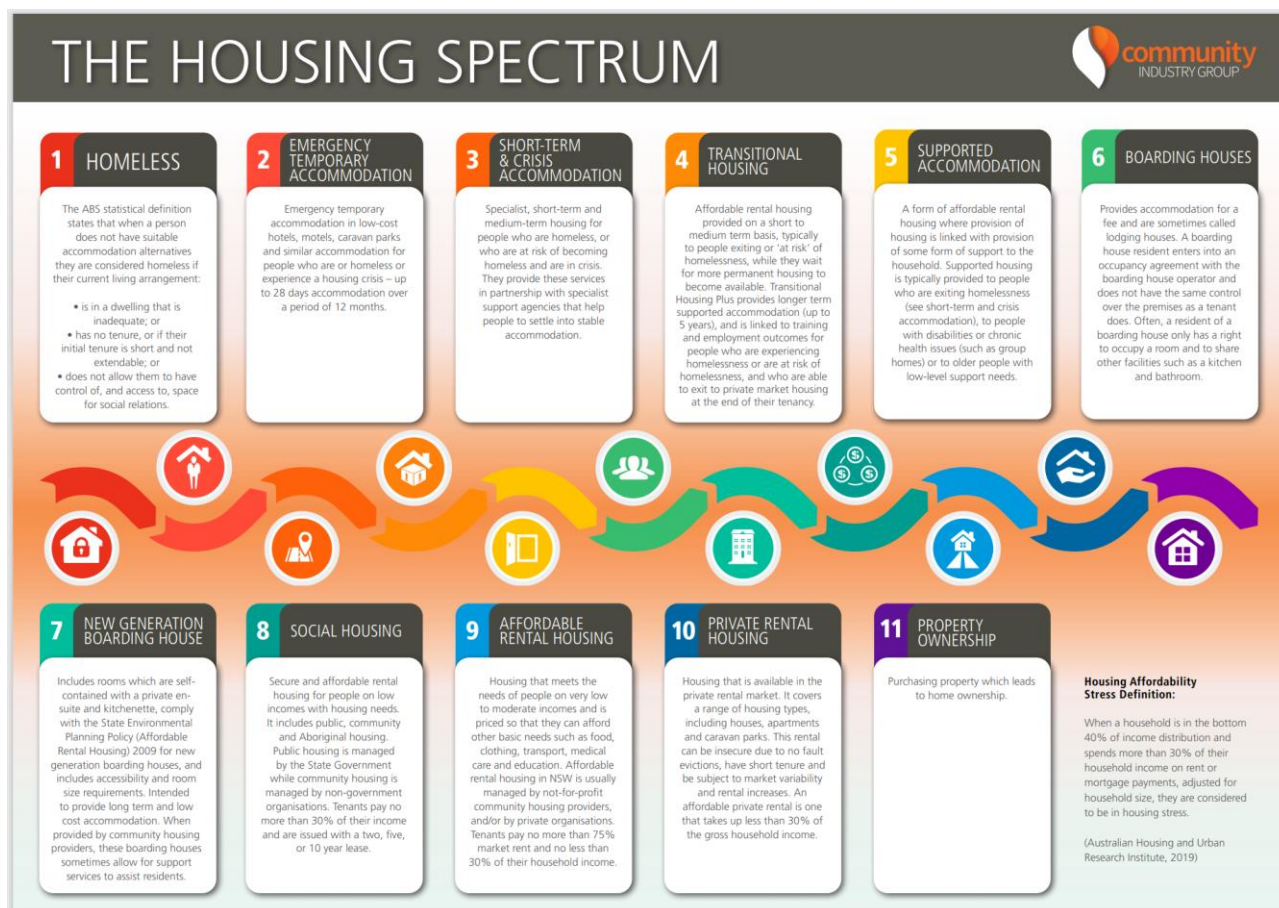 THE HOUSING SPECTRUM
community
INDUSTRY GROUP
1
HOMELESS
The ABS statistical definition
states that when a person
does not have suitable
accommodation alternatives
they are considered homeless if
their current living arrangement:
• is in a dwelling that is
inadequate; or
• has no tenure, or if their
initial tenure is short and not
extendable; or
• does not allow them to have
control of, and access to, space
for social relations.
2
EMERGENCY
TEMPORARY
ACCOMMODATION
Emergency temporary
accommodation in low-cost
hotels, motels, caravan parks
and similar accommodation for
people who are or homeless or
experience a housing crisis – up
to 28 days accommodation over
a period of 12 months.
3
SHORT-TERM
& CRISIS
ACCOMMODATION
Specialist, short-term and
medium-term housing for
people who are homeless, or
who are at risk of becoming
homeless and are in crisis.
They provide these services
in partnership with specialist
support agencies that help
people to settle into stable
accommodation.
4
TRANSITIONAL
HOUSING
Affordable rental housing
provided on a short to
medium term basis, typically
to people exiting or ‘at risk’ of
homelessness, while they wait
for more permanent housing to
become available. Transitional
Housing Plus provides longer term
supported accommodation (up to
5 years), and is linked to training
and employment outcomes for
people who are experiencing
homelessness or are at risk of
homelessness, and who are able
to exit to private market housing
at the end of their tenancy.
5
SUPPORTED
ACCOMMODATION
A form of affordable rental
housing where provision of
housing is linked with provision
of some form of support to the
household. Supported housing
is typically provided to people
who are exiting homelessness
(see short-term and crisis
accommodation), to people
with disabilities or chronic
health issues (such as group
homes) or to older people with
low-level support needs.
6
BOARDING HOUSES
Provides accommodation for a
fee and are sometimes called
lodging houses. A boarding
house resident enters into an
occupancy agreement with the
boarding house operator and
does not have the same control
over the premises as a tenant
does. Often, a resident of a
boarding house only has a right
to occupy a room and to share
other facilities such as a kitchen
and bathroom.
$
$ $
7
NEW GENERATION
BOARDING HOUSE
Includes rooms which are self-
contained with a private en-
suite and kitchenette, comply
with the State Environmental
Planning Policy (Affordable
Rental Housing) 2009 for new
generation boarding houses, and
includes accessibility and room
size requirements. Intended
to provide long term and low
cost accommodation. When
provided by community housing
providers, these boarding houses
sometimes allow for support
services to assist residents.
8
SOCIAL HOUSING
Secure and affordable rental
housing for people on low
incomes with housing needs.
It includes public, community
and Aboriginal housing.
Public housing is managed
by the State Government
while community housing is
managed by non-government
organisations. Tenants pay no
more than 30% of their income
and are issued with a two, five,
or 10 year lease.
9
AFFORDABLE
RENTAL HOUSING
Housing that meets the
needs of people on very low
to moderate incomes and is
priced so that they can afford
other basic needs such as food,
clothing, transport, medical
care and education. Affordable
rental housing in NSW is usually
managed by not-for-profit
community housing providers,
and/or by private organisations.
Tenants pay no more than 75%
market rent and no less than
30% of their household income.
10
PRIVATE RENTAL
HOUSING
Housing that is available in the
private rental market. It covers
a range of housing types,
including houses, apartments
and caravan parks. This rental
can be insecure due to no fault
evictions, have short tenure and
be subject to market variability
and rental increases. An
affordable private rental is one
that takes up less than 30% of
the gross household income.
11
PROPERTY
OWNERSHIP
Purchasing property which leads
to home ownership.
Housing Affordability
Stress Definition:
When a household is in the bottom
40% of income distribution and
spends more than 30% of their
household income on rent or
mortgage payments, adjusted for
household size, they are considered
to be in housing stress.
(Australian Housing and Urban
Research Institute, 2019)